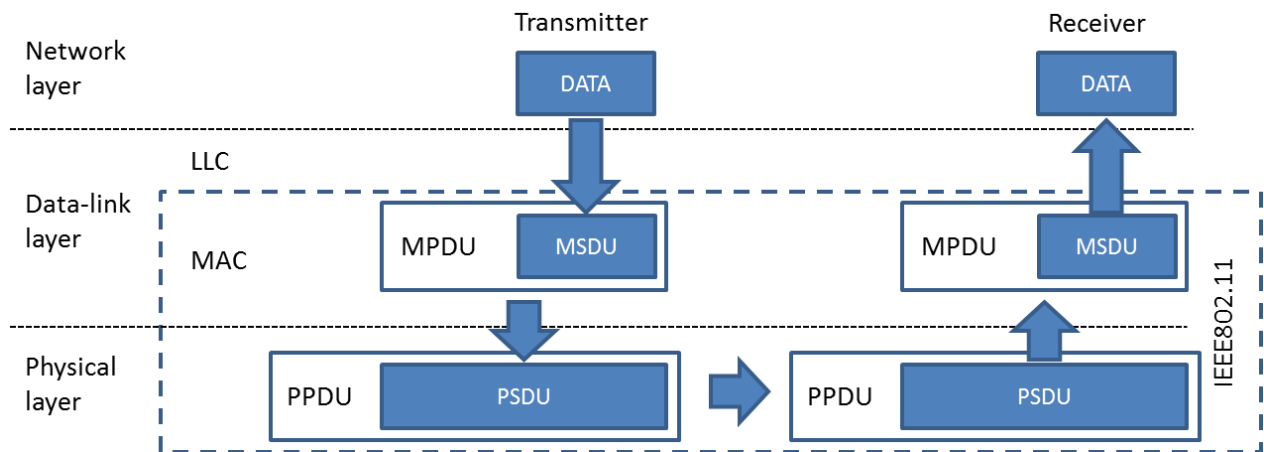 Transmitter
Receiver
Network
layer
DATA
DATA
LLC
Data-link
layer
MAC
MPDU
MSDU
MPDU
MSDU
IEEE802.11
Physical
layer
PPDU
PSDU
PPDU
PSDU